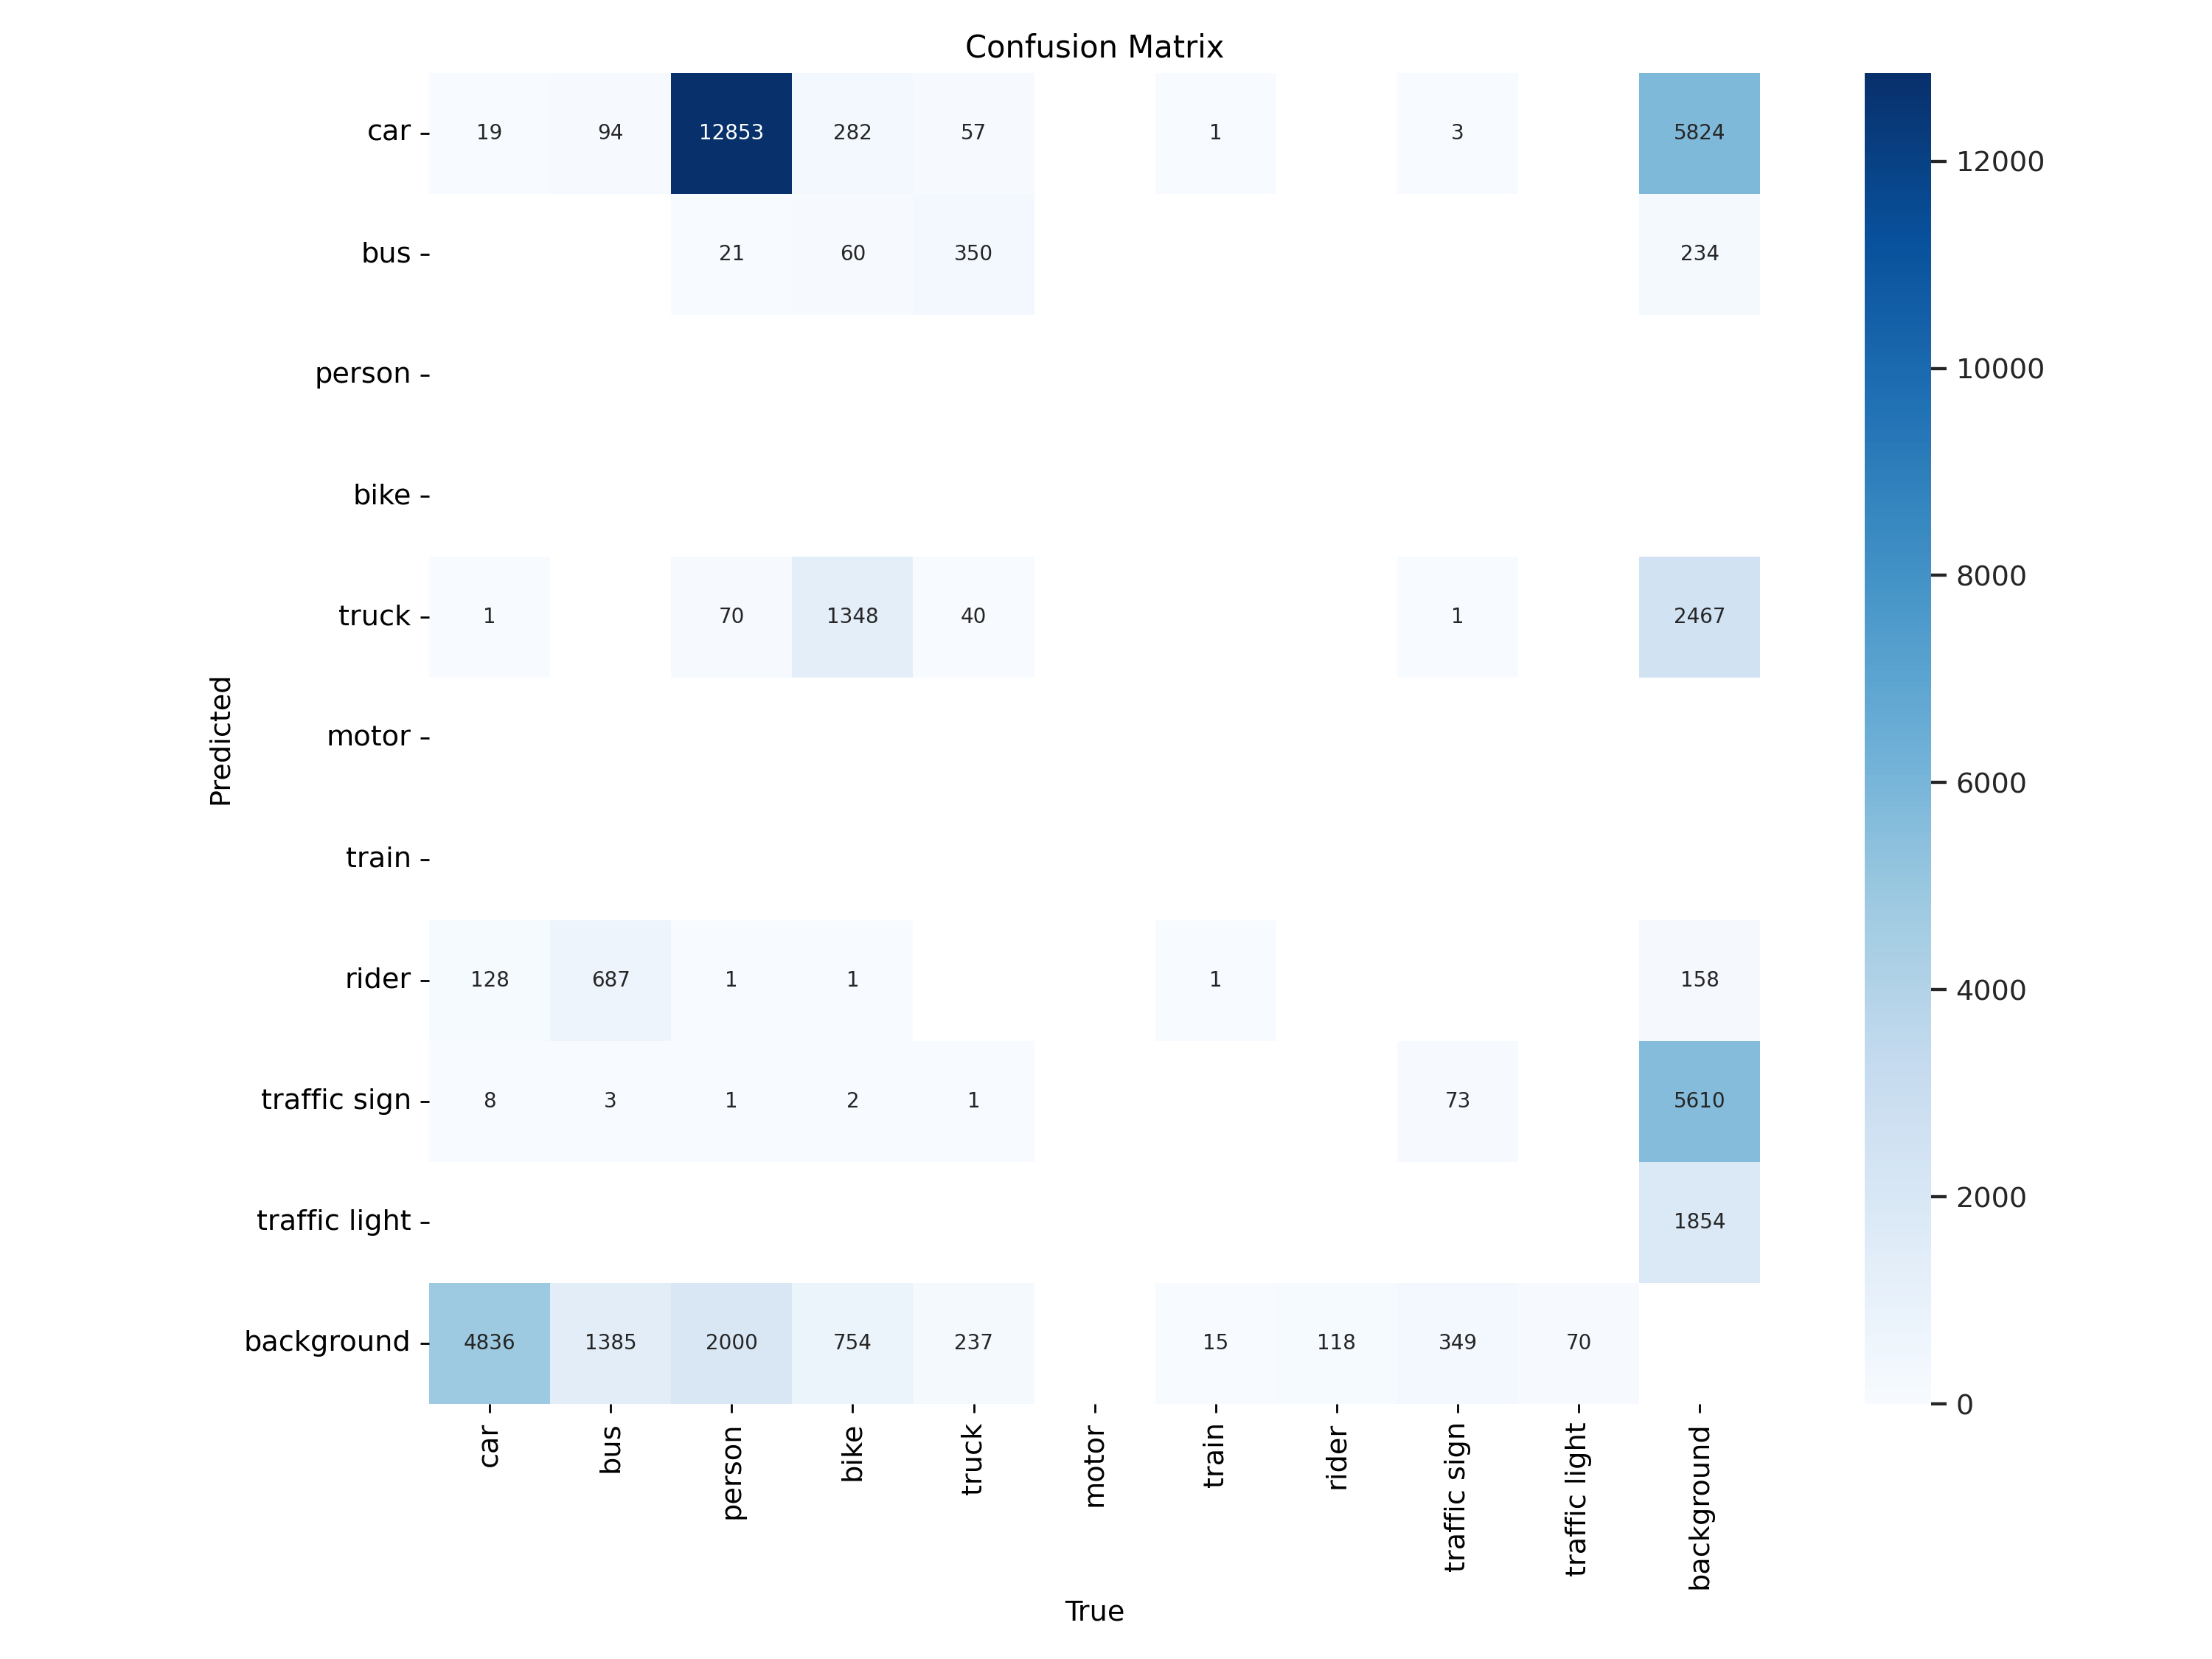 Confusion Matrix
car 19 94 12853 282 57 1 3 5824
bus 21 60 350 234
person
bike
truck 1 70 1348 40 1 2467
motor
train
rider 128 687 1 1 1 158
traffic sign 8 3 1 2 1 73 5610
traffic light 1854
background 4836 1385 2000 754 237 15 118 349 70
Predicted
car
bus
person
bike
truck
motor
train
rider
traffic sign
traffic light
background
True
12000
10000
8000
6000
4000
2000
0